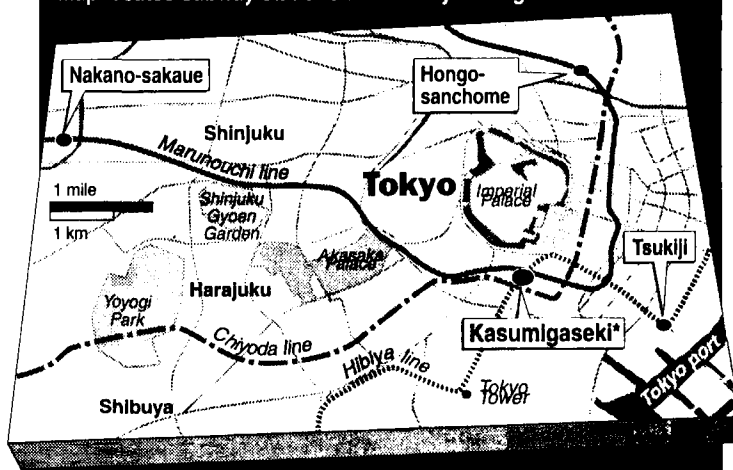 Nakano-sakaue
Hongo-
sanchome
Shinjuku
Marunouchi line
Tokyo
Imperial
Palace
1 mile
1 km
Shinjuku
Gyoen
Garden
Akasaka
Palace
Tsukiji
Yoyogi
Park
Harajuku
Kasumigaseki*
Chiyoda line
Hibiya line
Tokyo
Tower
Tokyo port
Shibuya